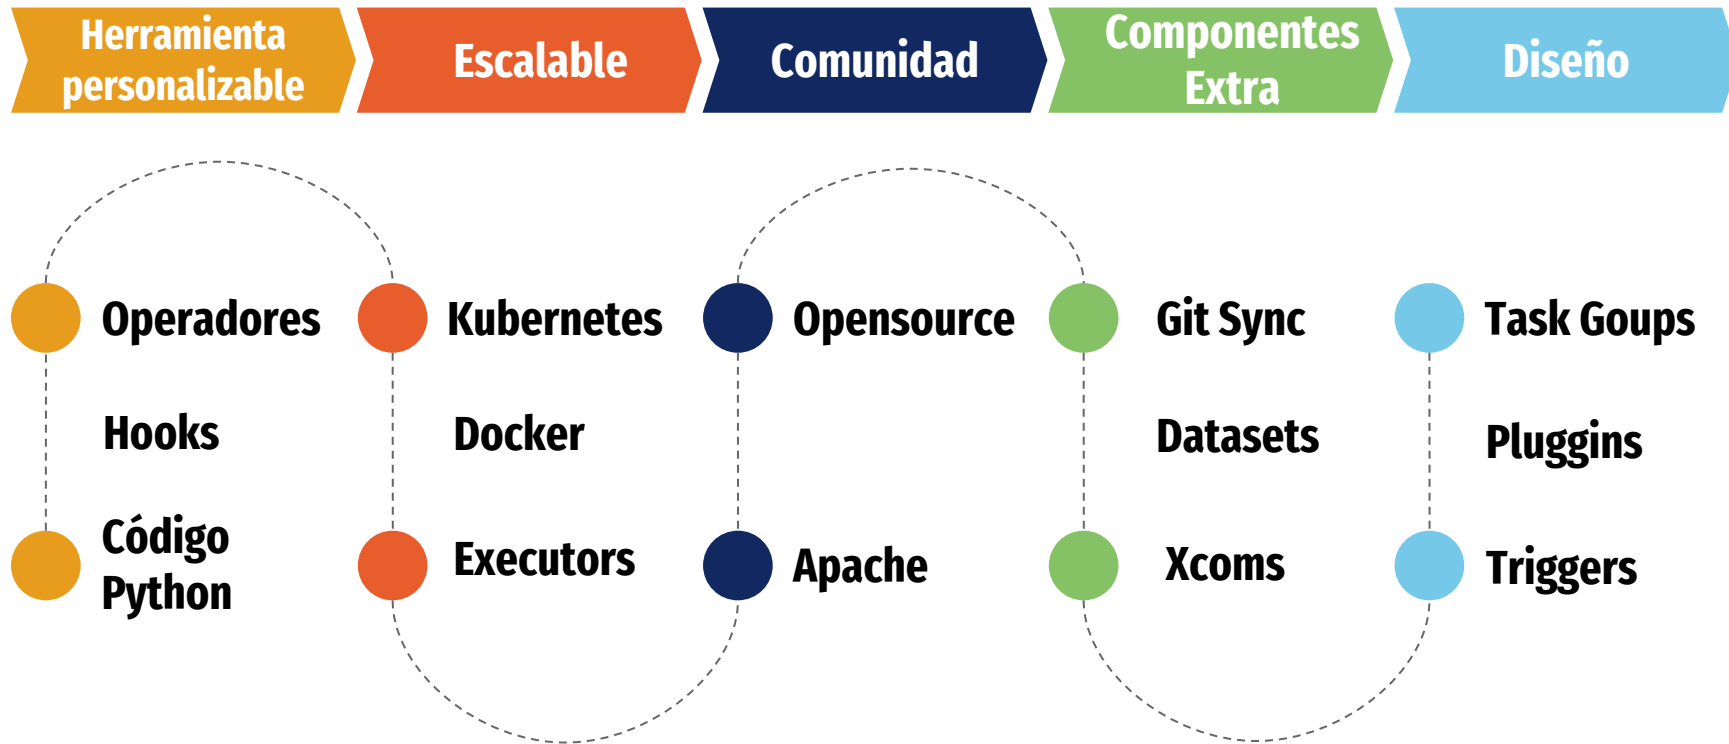 Herramienta
personalizable
Escalable
Comunidad
Componentes
Extra
Diseño
Operadores
Kubernetes
Opensource
Git Sync
Task Goups
Hooks
Docker
Datasets
Pluggins
Código
Python
Executors
Apache
Xcoms
Triggers